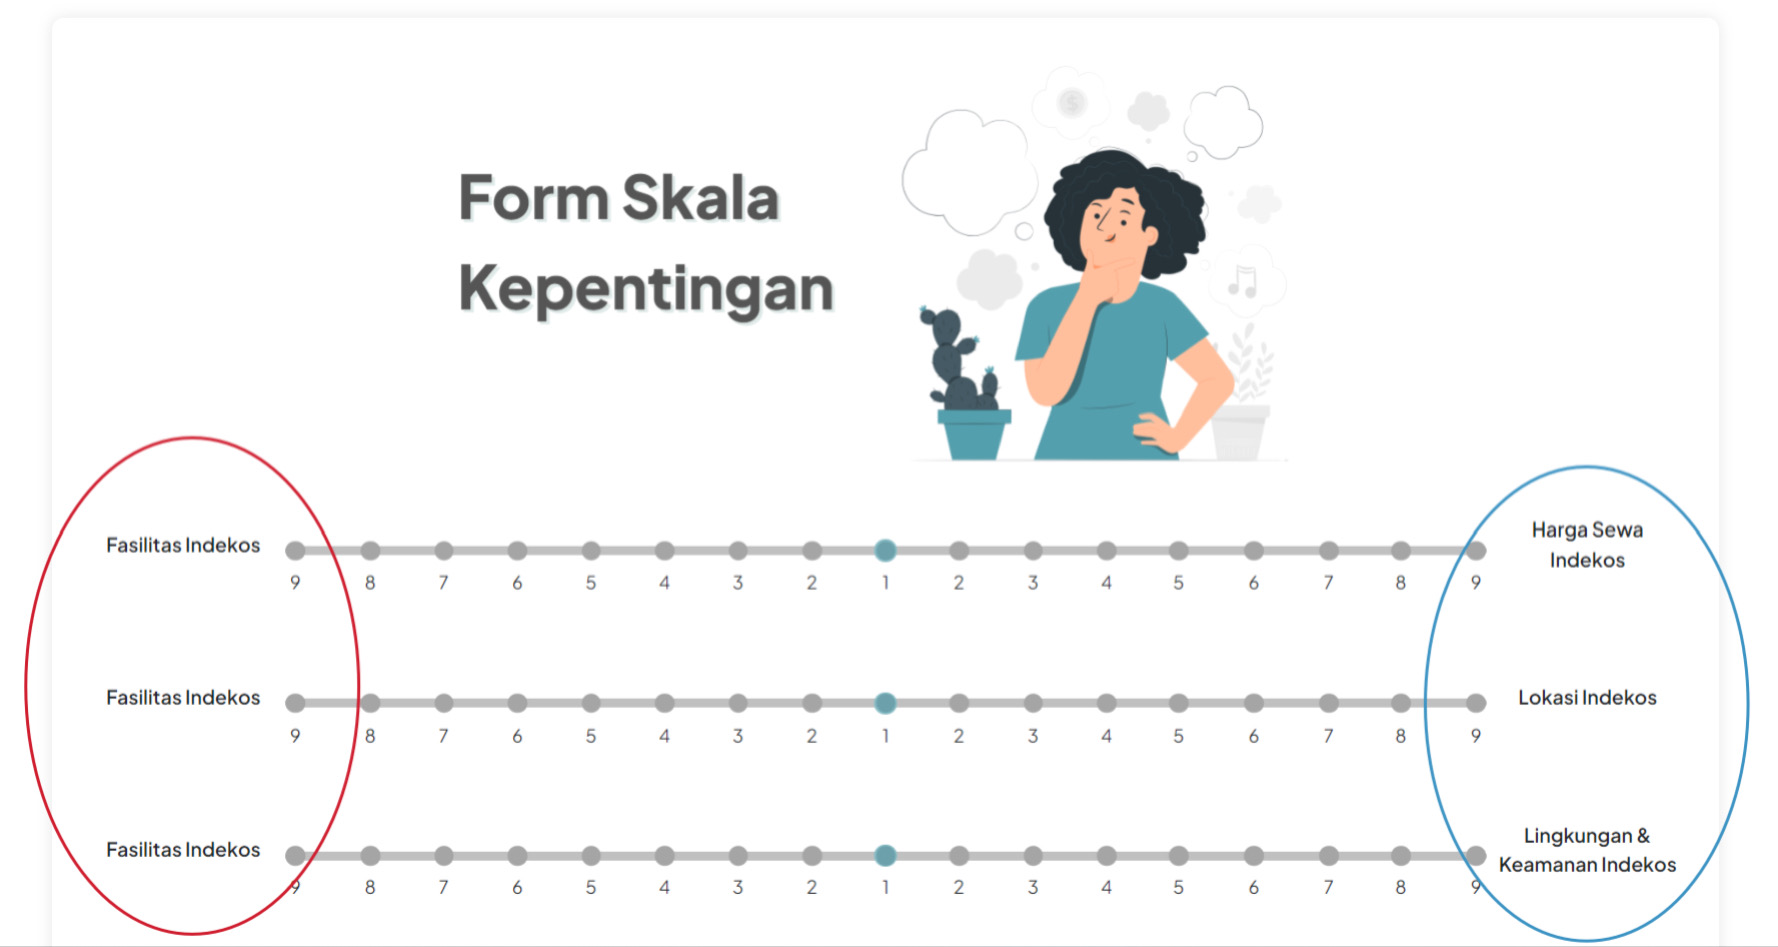 Form Skala
Kepentingan
$
Fasilitas Indekos
Harga Sewa
Indekos
9 8 7 6 5 4 3 2 1 2 3 4 5 6 7 8 9
Fasilitas Indekos
Lokasi Indekos
9 8 7 6 5 4 3 2 1 2 3 4 5 6 7 8 9
Fasilitas Indekos
Lingkungan &
Keamanan Indekos
9 8 7 6 5 4 3 2 1 2 3 4 5 6 7 8 9